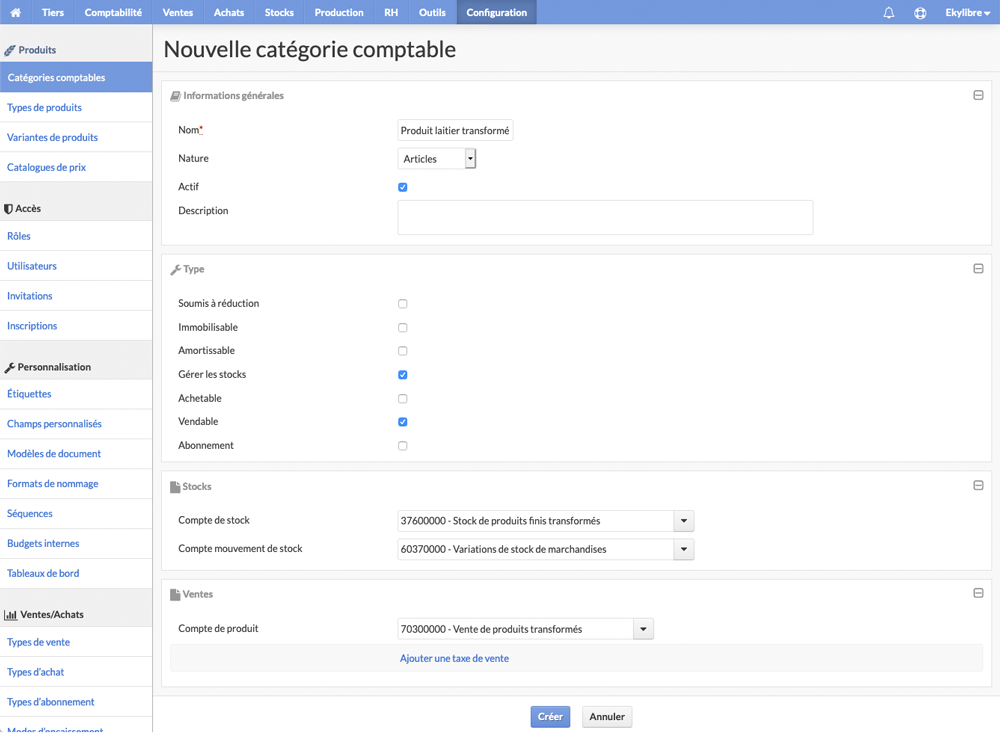 Tiers Comptabilité Ventes Achats Stocks Production RH Outils Configuration Ekylibre
Produits
Catégories comptables
Types de produits
Variantes de produits
Catalogues de prix
Accès
Rôles
Utilisateurs
Invitations
Inscriptions
Personnalisation
Étiquettes
Champs personnalisés
Modèles de document
Formats de nommage
Séquences
Budgets internes
Tableaux de bord
Ventes/Achats
Types de vente
Types d'achat
Types d'abonnement
Modes d'encaissement
Nouvelle catégorie comptable
Informations générales
Nom* Produit laitier transformé
Nature Articles
Actif
Description
Type
Soumis à réduction
Immobilisable
Amortissable
Gérer les stocks
Achetable
Vendable
Abonnement
Stocks
Compte de stock 37600000 - Stock de produits finis transformés
Compte mouvement de stock 60370000 - Variations de stock de marchandises
Ventes
Compte de produit 70300000 - Vente de produits transformés
Ajouter une taxe de vente
Créer Annuler